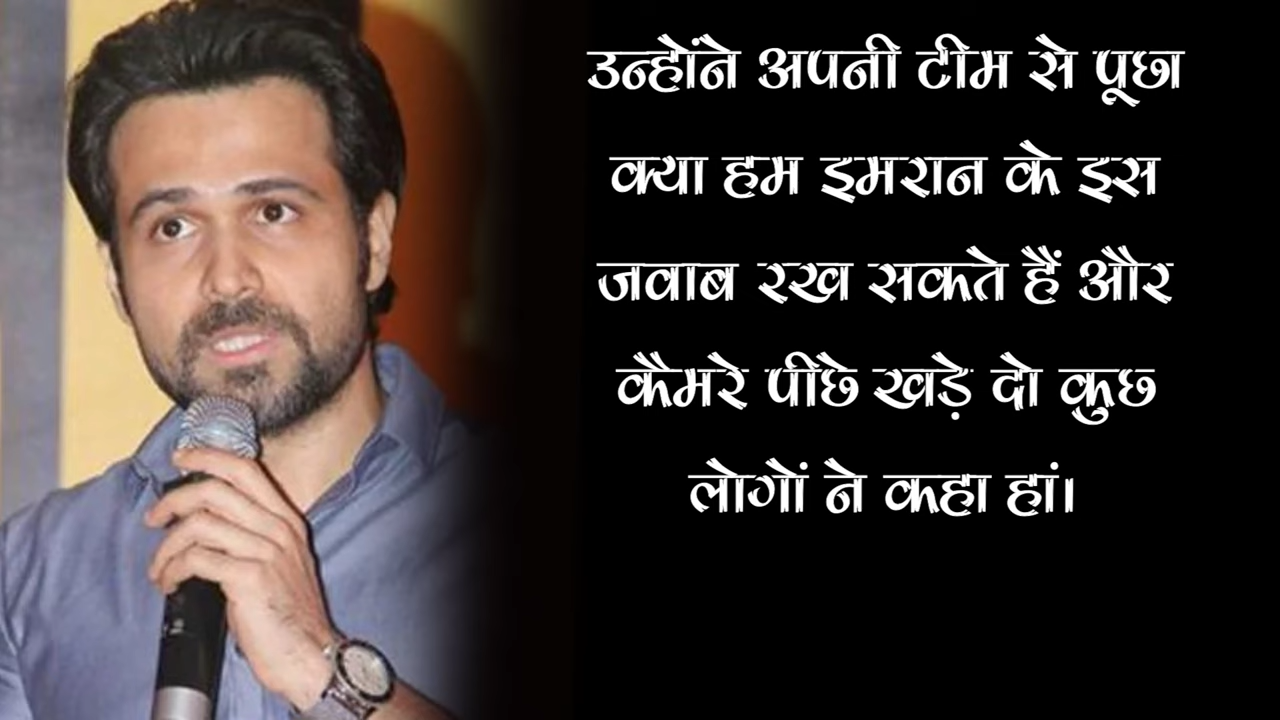 उन्होंने अपनी टीम से पूछा
क्या हम इमरान के इस
जवाब रख सकते हैं और
कैमरे पीछे खड़े दो कुछ
लोगों ने कहा हां।